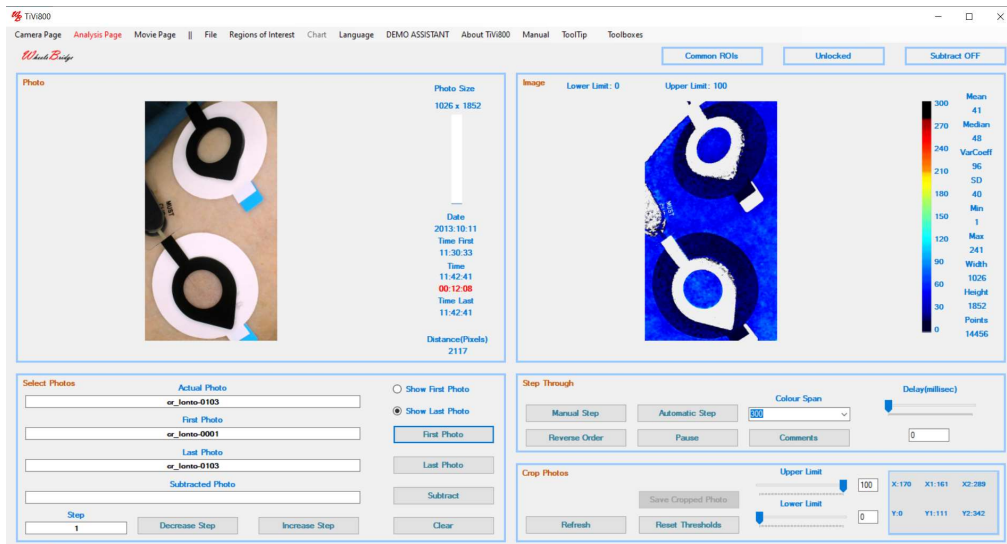 TiVi800
Camera Page Analysis Page Movie Page || File Regions of Interest Chart Language DEMO ASSISTANT About TiVi800 Manual ToolTip Toolboxes
WheelsBridge
Common ROIs Unlocked Subtract OFF
Photo
Photo Size
1026 x 1852
Date
2013:10:11
Time First
11:30:33
Time
11:42:41
00:12:08
Time Last
11:42:41
Distance(Pixels)
2117
MUST
Image Lower Limit: 0 Upper Limit: 100
MUST
300
270
240
210
180
150
120
90
60
30
0
Mean
41
Median
48
VarCoeff
96
SD
40
Min
1
Max
241
Width
1026
Height
1852
Points
14456
Select Photos
Actual Photo
cr_Ionto-0103
First Photo
cr_Ionto-0001
Last Photo
cr_Ionto-0103
Subtracted Photo
Step
1
Decrease Step Increase Step
Show First Photo
Show Last Photo
First Photo
Last Photo
Subtract
Clear
Step Through
Manual Step Automatic Step
Colour Span
300
Delay(millisec)
Reverse Order Pause Comments
0
Crop Photos
Upper Limit
100
Save Cropped Photo
Lower Limit
0
Refresh Reset Thresholds
X:170 X1:161 X2:289
Y:0 Y1:111 Y2:342